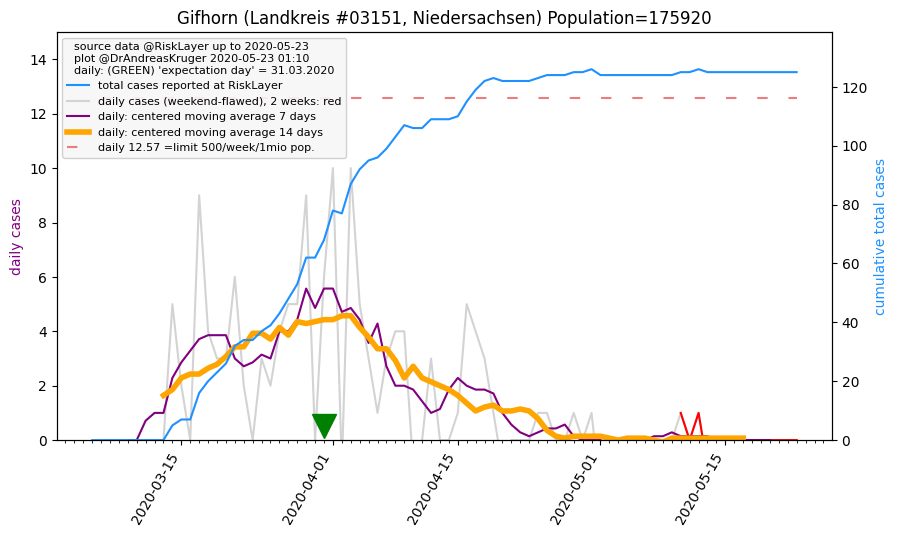 Gifhorn (Landkreis #03151, Niedersachsen) Population=175920
source data @RiskLayer up to 2020-05-23
plot @DrAndreasKruger 2020-05-23 01:10
daily: (GREEN) 'expectation day' = 31.03.2020
total cases reported at RiskLayer
daily cases (weekend-flawed), 2 weeks: red
daily: centered moving average 7 days
daily: centered moving average 14 days
daily 12.57 =limit 500/week/1mio pop.
daily cases
14
12
10
8
6
4
2
0
cumulative total cases
120
100
80
60
40
20
0
2020-03-15
2020-04-01
2020-04-15
2020-05-01
2020-05-15